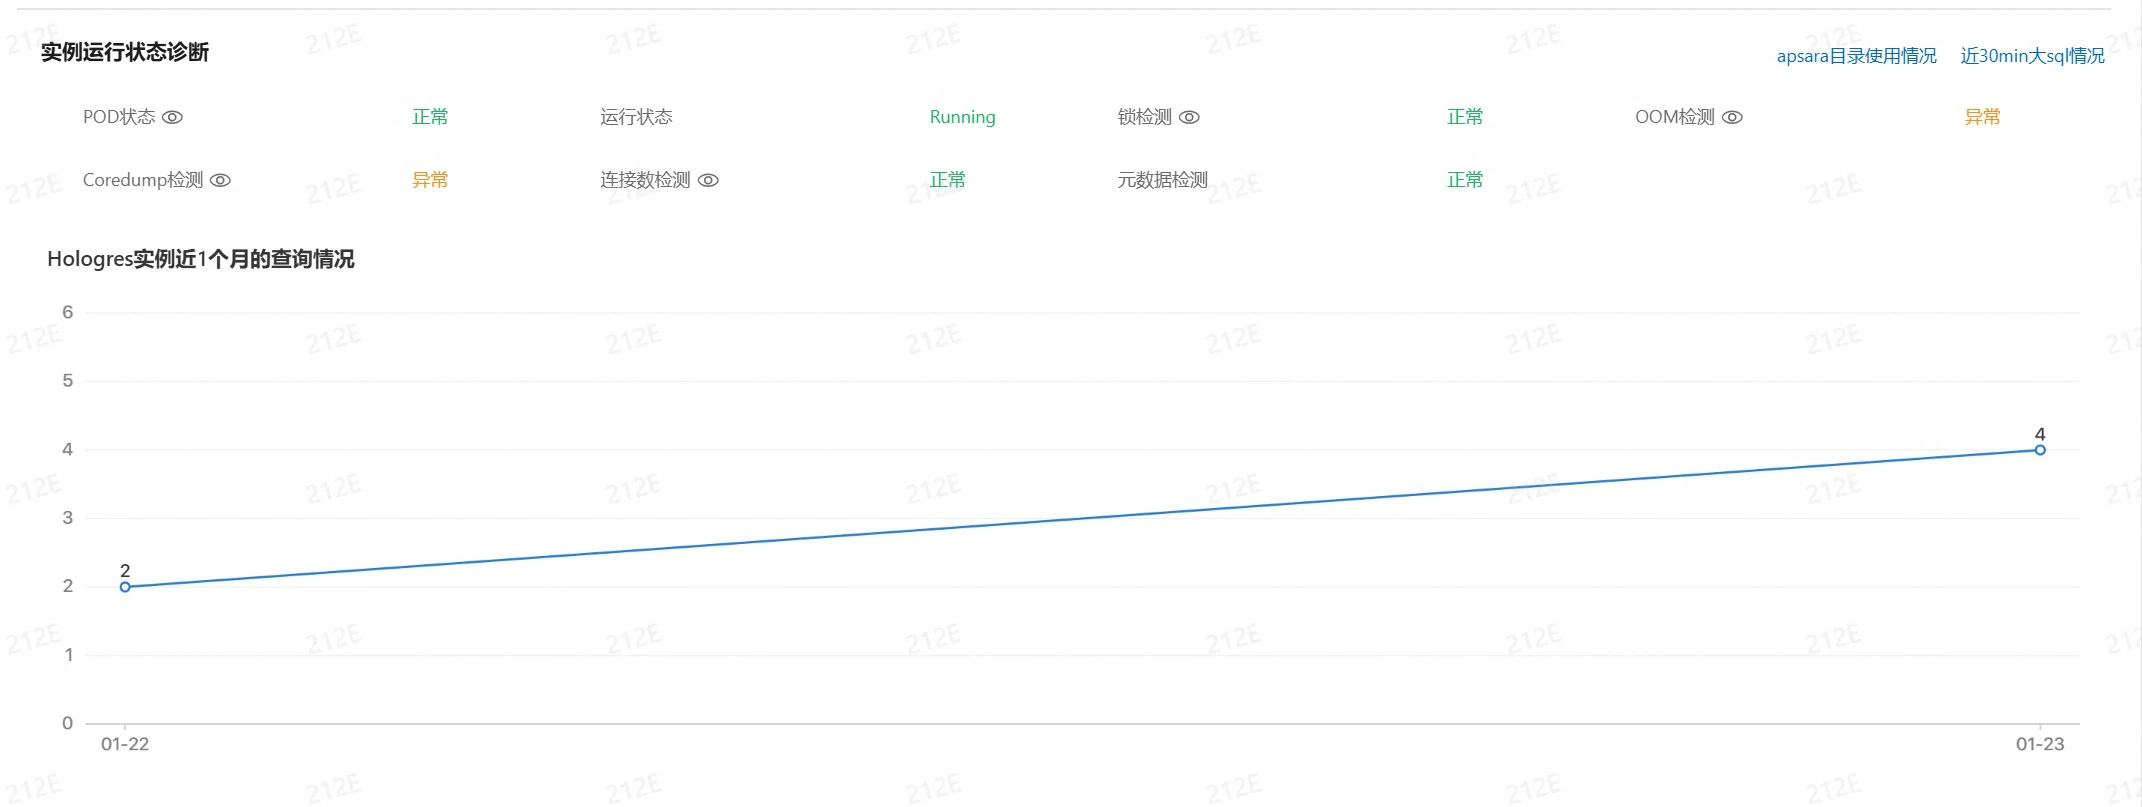 实例运行状态诊断
apsara目录使用情况 近30min大sql情况
POD状态 正常 运行状态 Running 锁检测 正常 OOM检测 异常
Coredump检测 异常 连接数检测 正常 元数据检测 正常
Hologres实例近1个月的查询情况
6
5
4
4
3
2
2
1
0
01-22 01-23
212E